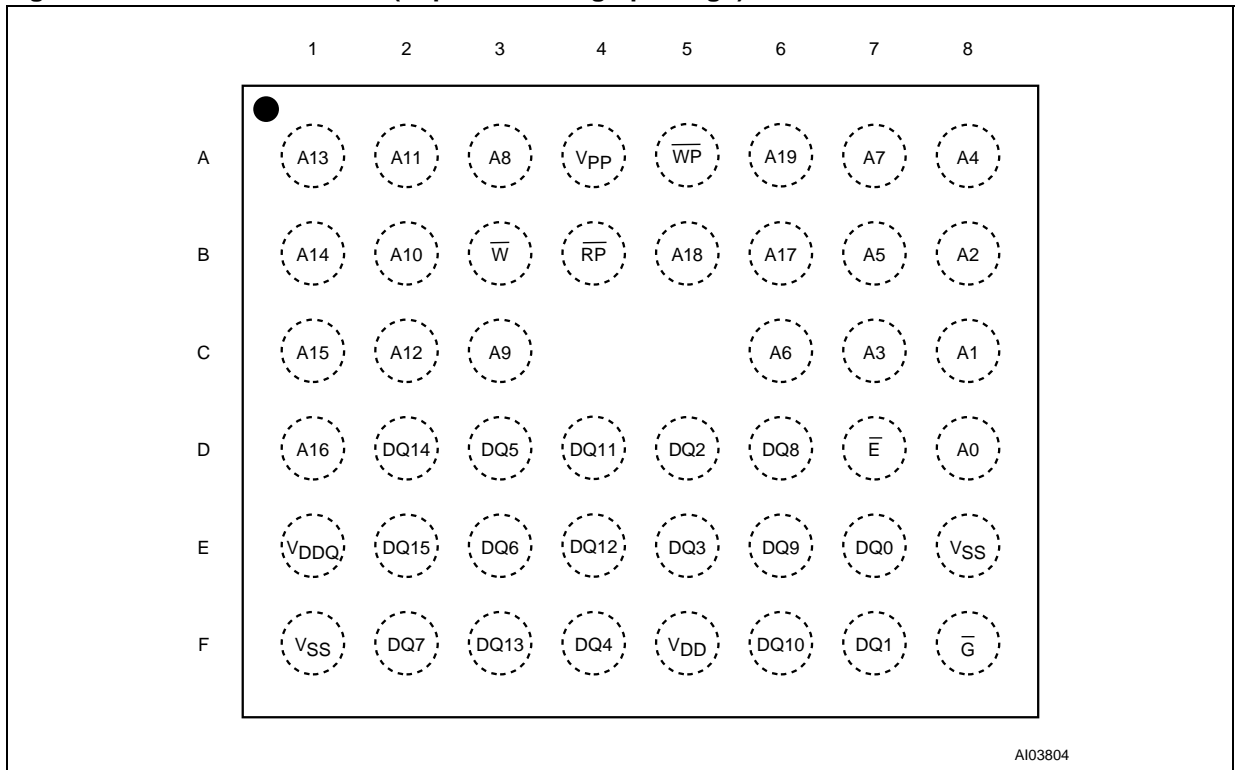 1 2 3 4 5 6 7 8
A A13 A11 A8 VPP W̅P̅ A19 A7 A4
B A14 A10 W̅ R̅P̅ A18 A17 A5 A2
C A15 A12 A9 A6 A3 A1
D A16 DQ14 DQ5 DQ11 DQ2 DQ8 E̅ A0
E VDDQ DQ15 DQ6 DQ12 DQ3 DQ9 DQ0 VSS
F VSS DQ7 DQ13 DQ4 VDD DQ10 DQ1 G̅
AI03804